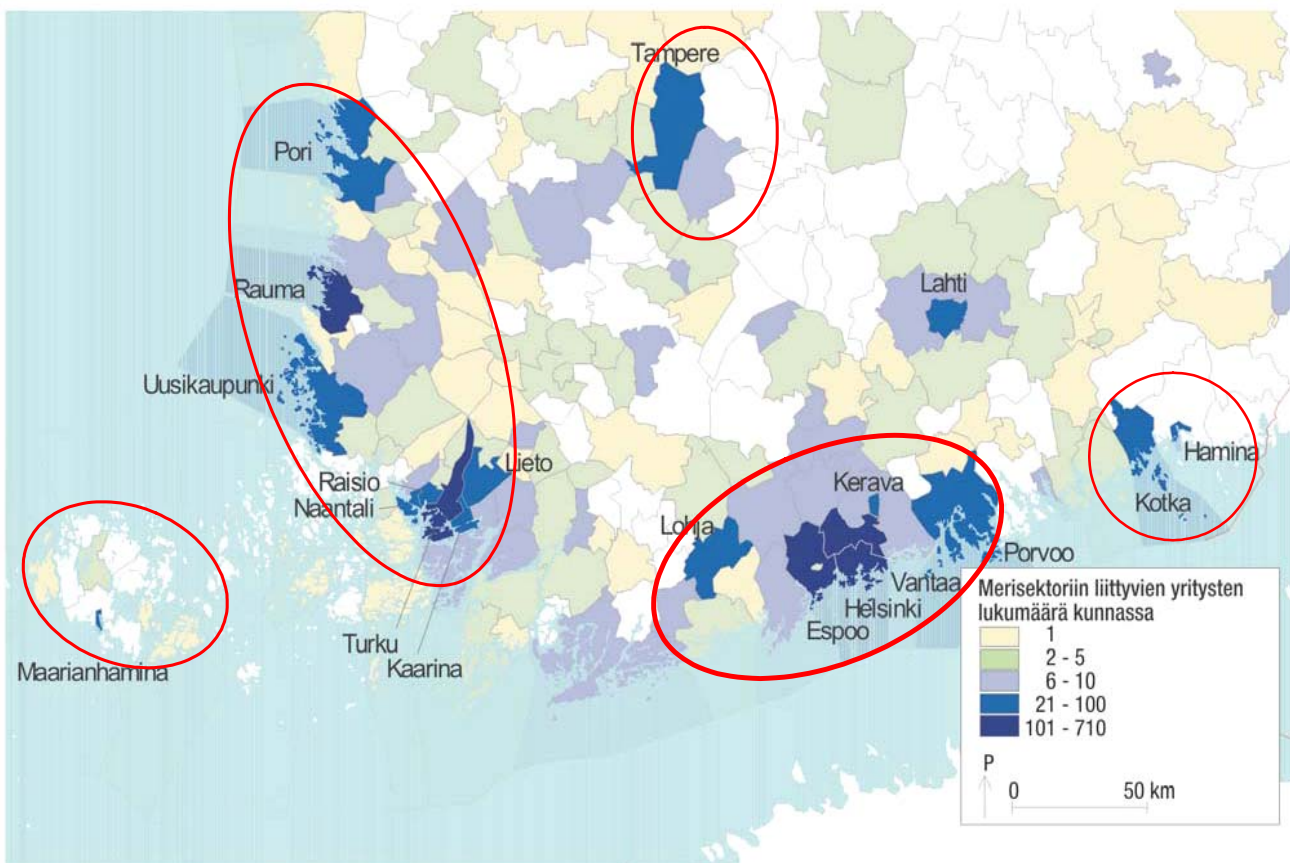 Tampere
Pori
Rauma
Lahti
Uusikaupunki
Hamina
Lieto
Raisio
Kerava
Naantali
Kotka
Lohja
Porvoo
Vantaa
Helsinki
Espoo
Turku
Kaarina
Maarianhamina
Merisektoriin liittyvien yritysten
lukumäärä kunnassa
1
2 - 5
6 - 10
21 - 100
101 - 710
P
0 50 km